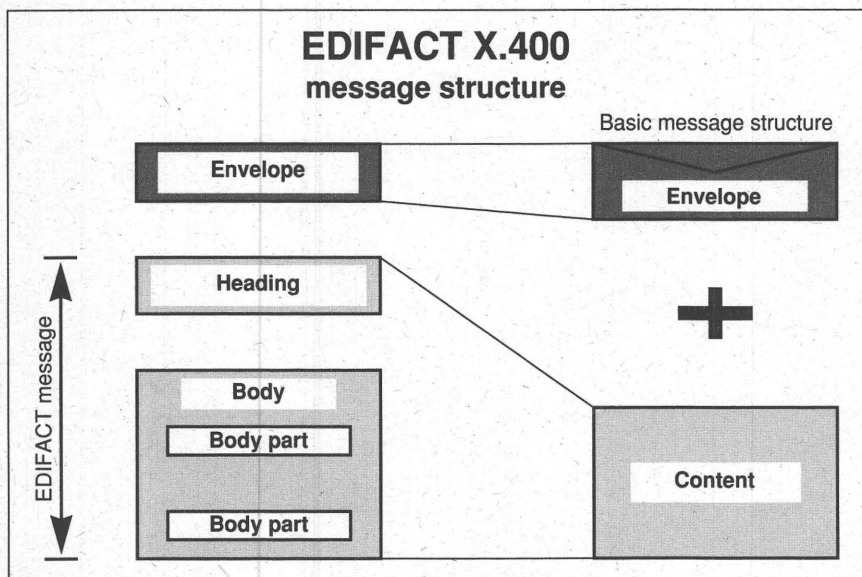 EDIFACT X.400
message structure
Basic message structure
Envelope
Envelope
Heading
EDIFACT message
Body
Body part
Content
Body part